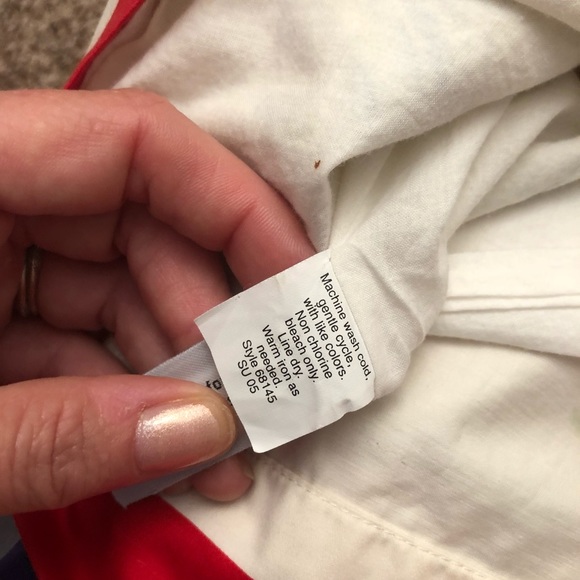 Machine wash cold,
gentle cycle,
with like colors.
Non chlorine
bleach only.
Line dry.
Warm iron as
needed.
Style 68145
SU 05